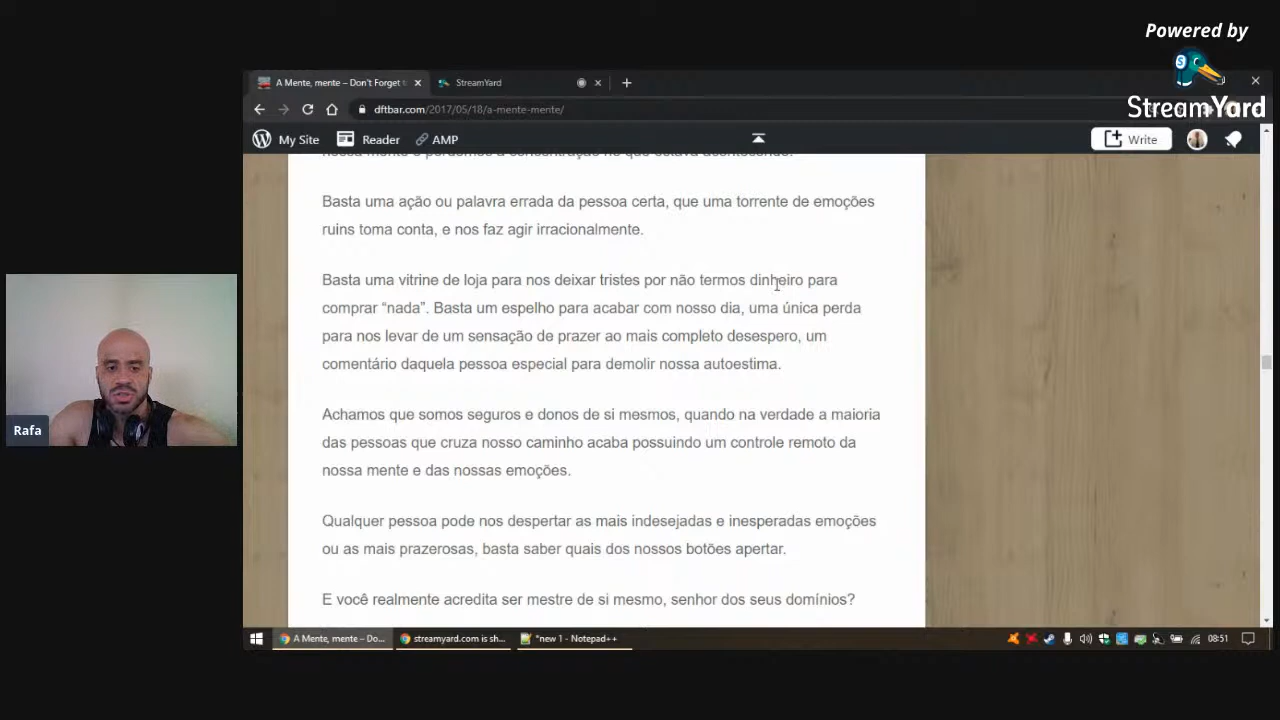 Powered by
StreamYard
A Mente, mente – Don't Forget
StreamYard
dftbar.com/2017/05/18/a-mente-mente/
My Site
Reader
AMP
Write
Basta uma ação ou palavra errada da pessoa certa, que uma torrente de emoções
ruins toma conta, e nos faz agir irracionalmente.
Basta uma vitrine de loja para nos deixar tristes por não termos dinheiro para
comprar “nada”. Basta um espelho para acabar com nosso dia, uma única perda
para nos levar de um sensação de prazer ao mais completo desespero, um
comentário daquela pessoa especial para demolir nossa autoestima.
Achamos que somos seguros e donos de si mesmos, quando na verdade a maioria
das pessoas que cruza nosso caminho acaba possuindo um controle remoto da
nossa mente e das nossas emoções.
Qualquer pessoa pode nos despertar as mais indesejadas e inesperadas emoções
ou as mais prazerosas, basta saber quais dos nossos botões apertar.
E você realmente acredita ser mestre de si mesmo, senhor dos seus domínios?
Rafa
A Mente, mente – Do...
streamyard.com is sh...
*new 1 - Notepad++
08:51